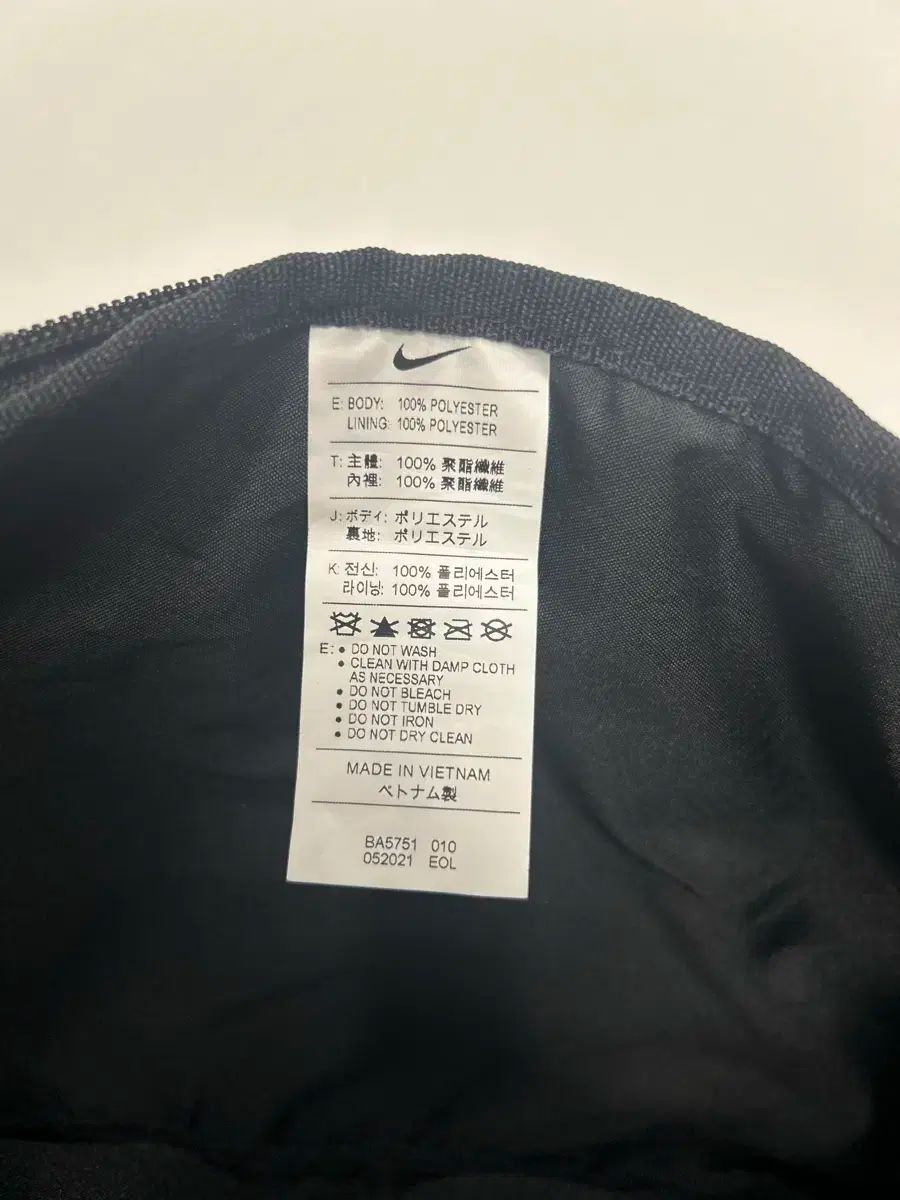 E: BODY: 100% POLYESTER
LINING: 100% POLYESTER
T: 主體: 100% 聚酯纖維
內裡: 100% 聚酯纖維
J: ボディ: ポリエステル
裏地: ポリエステル
K: 전신: 100% 폴리에스터
라이닝: 100% 폴리에스터
E: • DO NOT WASH
• CLEAN WITH DAMP CLOTH
AS NECESSARY
• DO NOT BLEACH
• DO NOT TUMBLE DRY
• DO NOT IRON
• DO NOT DRY CLEAN
MADE IN VIETNAM
ベトナム製
BA5751 010
052021 EOL